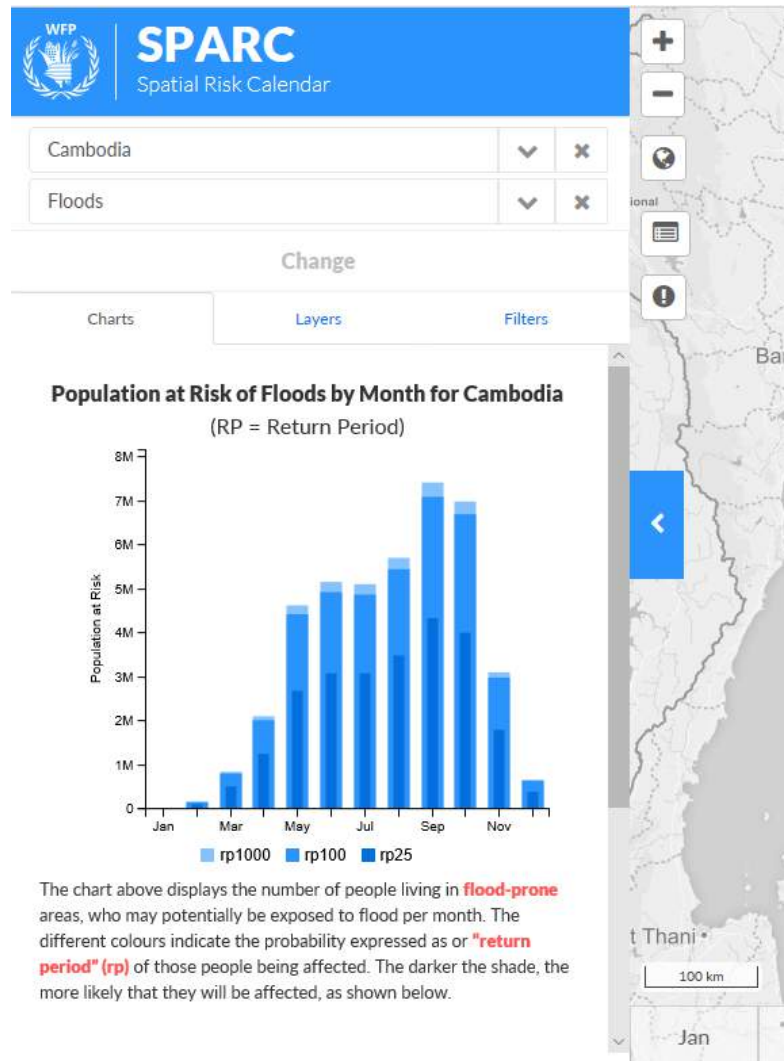 WFP
SPARC
Spatial Risk Calendar
Cambodia
Floods
Change
Charts
Layers
Filters
Population at Risk of Floods by Month for Cambodia
(RP = Return Period)
8M
7M
6M
5M
4M
3M
2M
1M
0
Population at Risk
Jan Mar May Jul Sep Nov
rp1000 rp100 rp25
The chart above displays the number of people living in flood-prone
areas, who may potentially be exposed to flood per month. The
different colours indicate the probability expressed as or "return
period" (rp) of those people being affected. The darker the shade, the
more likely that they will be affected, as shown below.
ional
Ba
t Thani
100 km
Jan